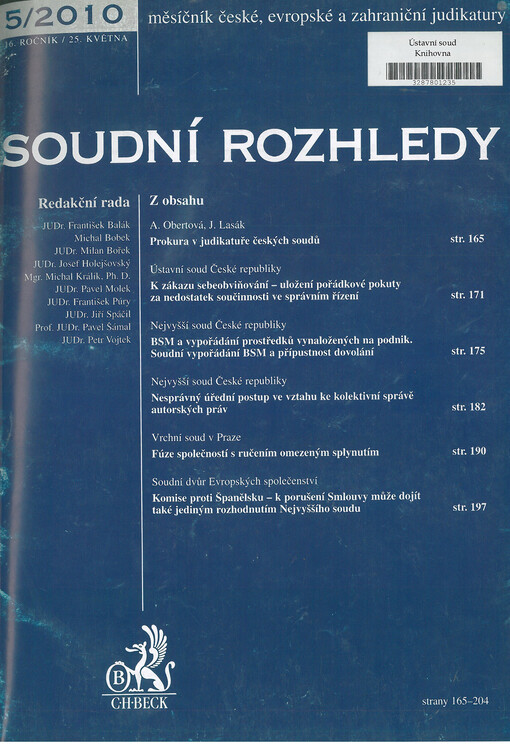 5/2010
16. ROČNÍK / 25. KVĚTNA
měsíčník české, evropské a zahraniční judikatury
Ústavní soud
Knihovna
3287801235
SOUDNÍ ROZHLEDY
Redakční rada
JUDr. František Balák
Michal Bobek
JUDr. Milan Bořek
JUDr. Josef Holejšovský
Mgr. Michal Králík, Ph. D.
JUDr. Pavel Molek
JUDr. František Púry
JUDr. Jiří Spáčil
Prof. JUDr. Pavel Šámal
JUDr. Petr Vojtek
Z obsahu
A. Obertová, J. Lasák
Prokura v judikatuře českých soudů str. 165
Ústavní soud České republiky
K zákazu sebeobviňování – uložení pořádkové pokuty
za nedostatek součinnosti ve správním řízení str. 171
Nejvyšší soud České republiky
BSM a vypořádání prostředků vynaložených na podnik.
Soudní vypořádání BSM a přípustnost dovolání str. 175
Nejvyšší soud České republiky
Nesprávný úřední postup ve vztahu ke kolektivní správě
autorských práv str. 182
Vrchní soud v Praze
Fúze společností s ručením omezeným splynutím str. 190
Soudní dvůr Evropských společenství
Komise proti Španělsku – k porušení Smlouvy může dojít
také jediným rozhodnutím Nejvyššího soudu str. 197
B
C·H·BECK
strany 165–204